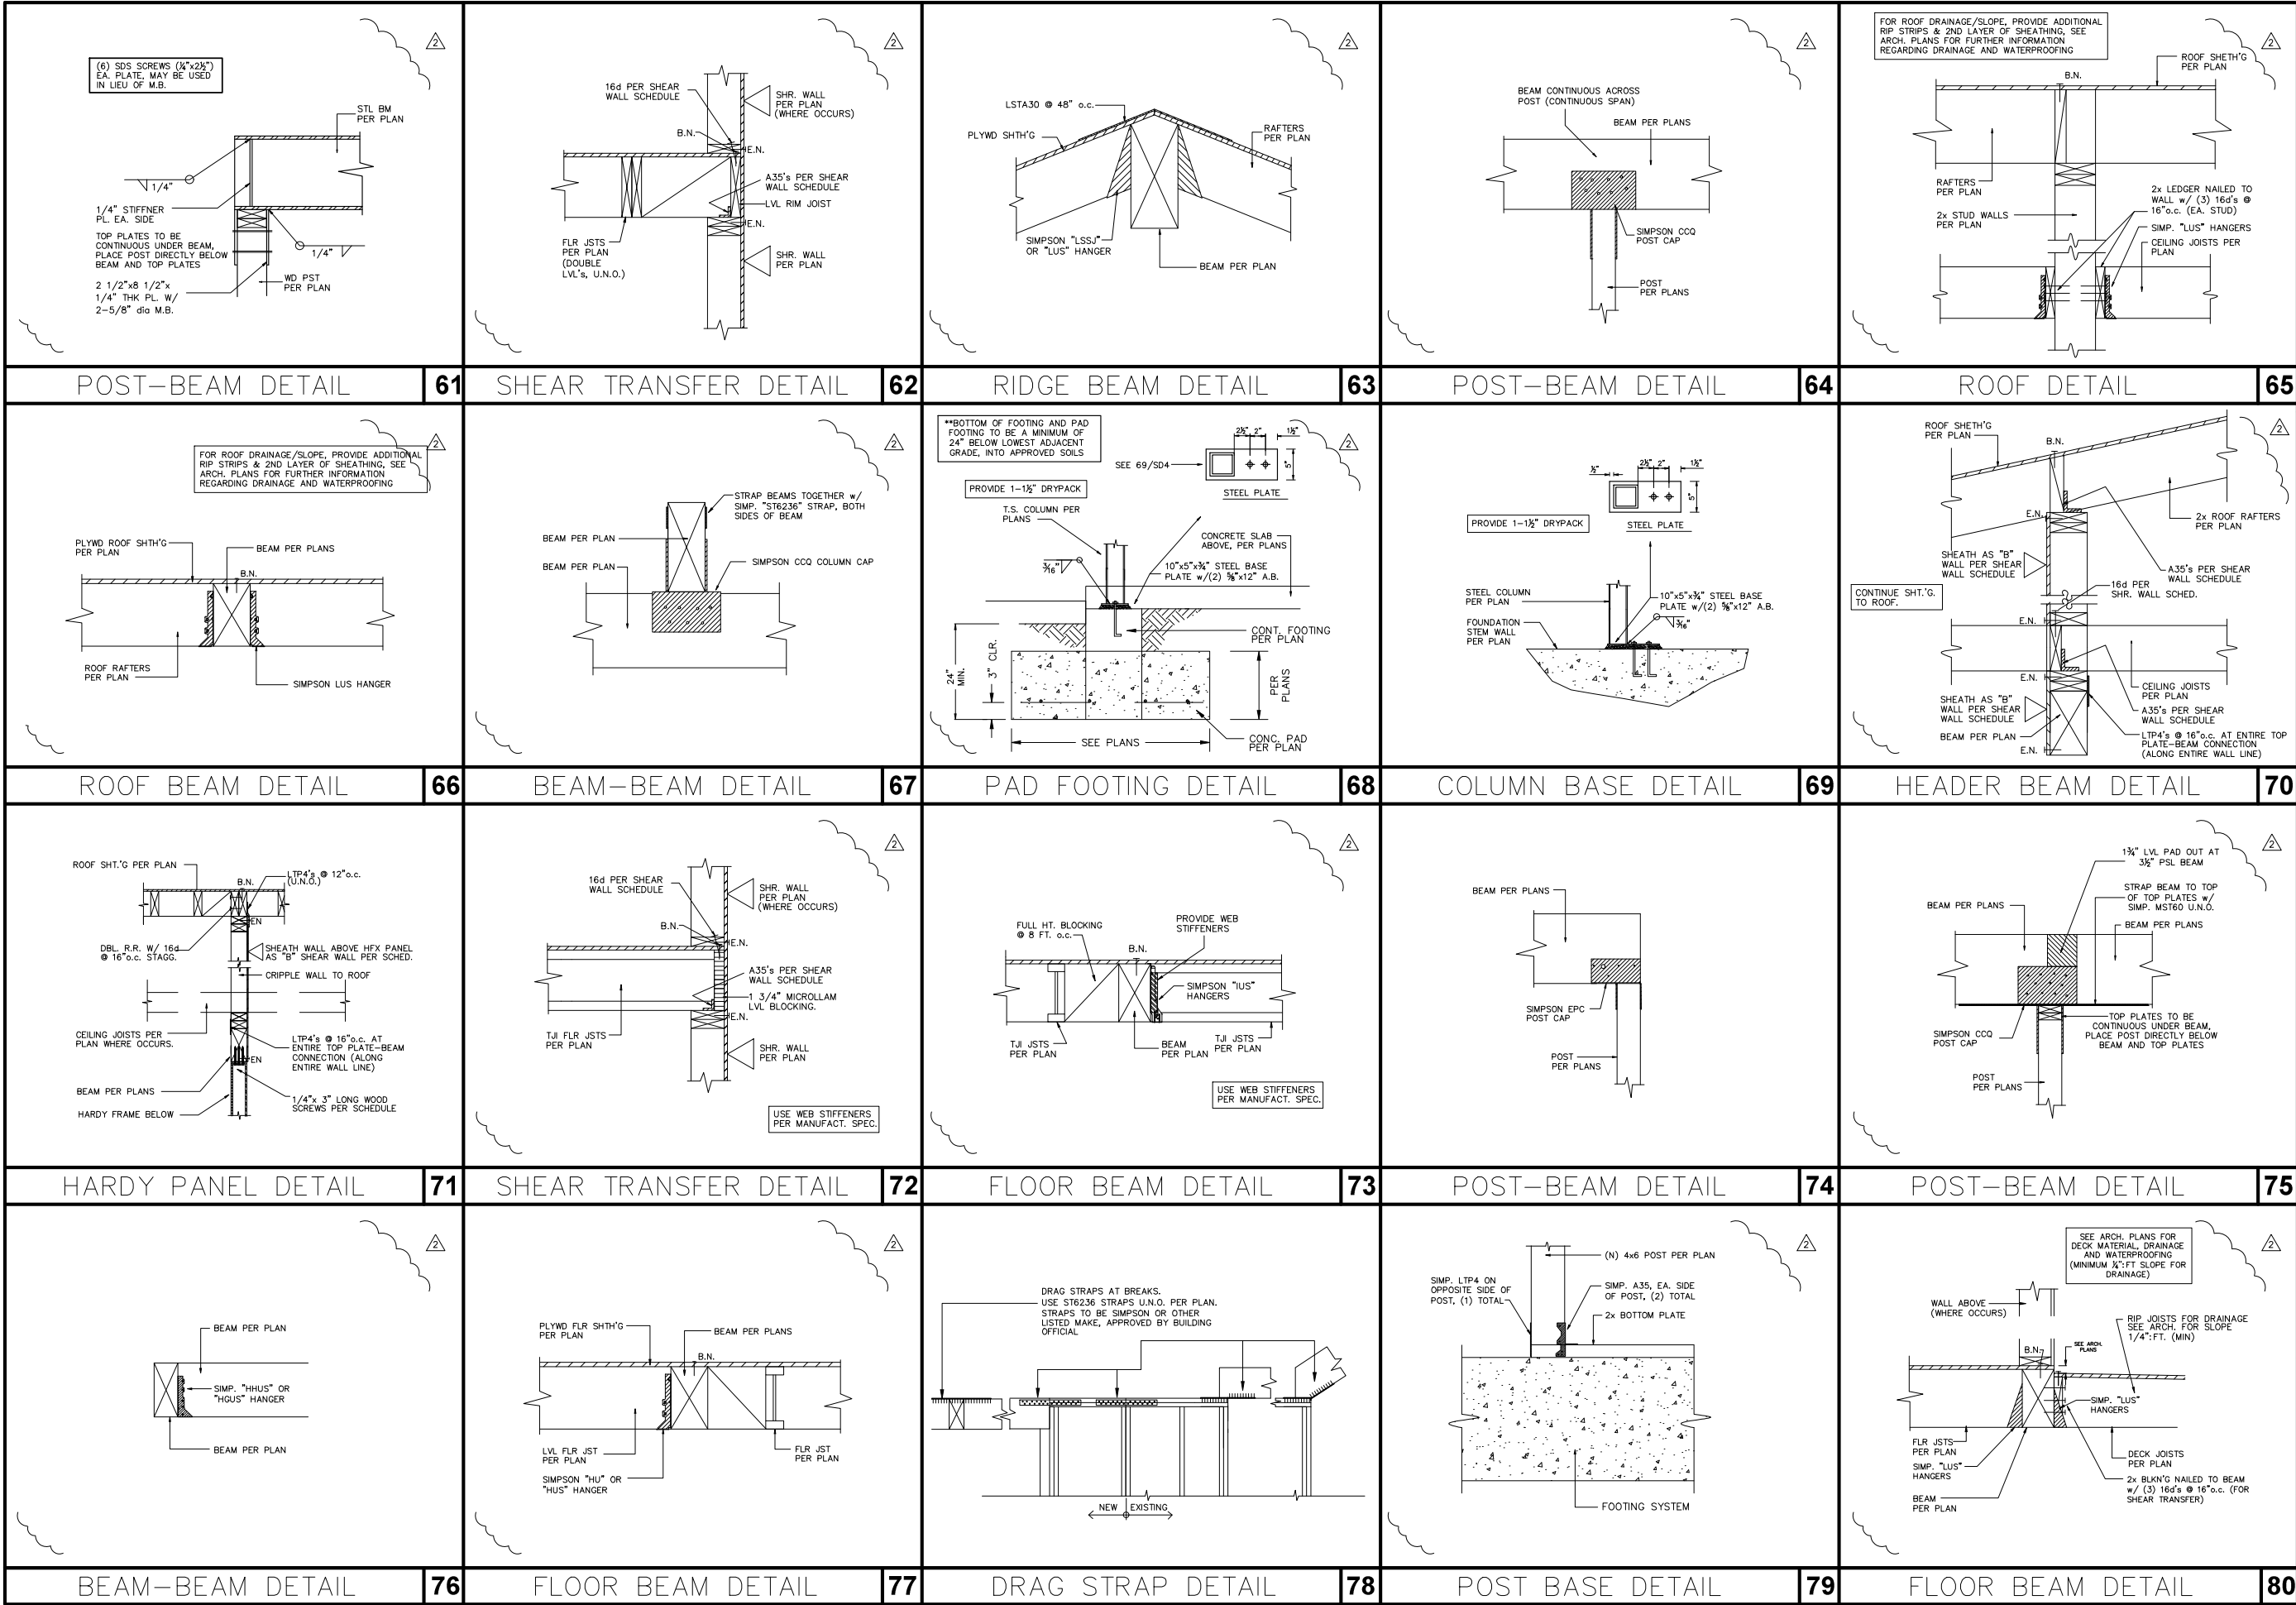 (6) SDS SCREWS (¼"x2½")
EA. PLATE, MAY BE USED
IN LIEU OF M.B.
2
STL BM
PER PLAN
1/4"
1/4" STIFFNER
PL. EA. SIDE
TOP PLATES TO BE
CONTINUOUS UNDER BEAM,
PLACE POST DIRECTLY BELOW
BEAM AND TOP PLATES
1/4"
2 1/2"x8 1/2"x
1/4" THK PL. W/
2-5/8" dia M.B.
WD PST
PER PLAN
POST-BEAM DETAIL 61
2
16d PER SHEAR
WALL SCHEDULE
SHR. WALL
PER PLAN
(WHERE OCCURS)
B.N.
E.N.
A35's PER SHEAR
WALL SCHEDULE
LVL RIM JOIST
E.N.
FLR JSTS
PER PLAN
(DOUBLE
LVL's, U.N.O.)
SHR. WALL
PER PLAN
SHEAR TRANSFER DETAIL 62
2
LSTA30 @ 48" o.c.
PLYWD SHTH'G
RAFTERS
PER PLAN
SIMPSON "LSSJ"
OR "LUS" HANGER
BEAM PER PLAN
RIDGE BEAM DETAIL 63
2
BEAM CONTINUOUS ACROSS
POST (CONTINUOUS SPAN)
BEAM PER PLANS
SIMPSON CCQ
POST CAP
POST
PER PLANS
POST-BEAM DETAIL 64
FOR ROOF DRAINAGE/SLOPE, PROVIDE ADDITIONAL
RIP STRIPS & 2ND LAYER OF SHEATHING, SEE
ARCH. PLANS FOR FURTHER INFORMATION
REGARDING DRAINAGE AND WATERPROOFING
2
ROOF SHETH'G
PER PLAN
B.N.
RAFTERS
PER PLAN
2x STUD WALLS
PER PLAN
2x LEDGER NAILED TO
WALL w/ (3) 16d's @
16"o.c. (EA. STUD)
SIMP. "LUS" HANGERS
CEILING JOISTS PER
PLAN
ROOF DETAIL 65
2
FOR ROOF DRAINAGE/SLOPE, PROVIDE ADDITIONAL
RIP STRIPS & 2ND LAYER OF SHEATHING, SEE
ARCH. PLANS FOR FURTHER INFORMATION
REGARDING DRAINAGE AND WATERPROOFING
PLYWD ROOF SHTH'G
PER PLAN
BEAM PER PLANS
B.N.
ROOF RAFTERS
PER PLAN
SIMPSON LUS HANGER
ROOF BEAM DETAIL 66
2
STRAP BEAMS TOGETHER w/
SIMP. "ST6236" STRAP, BOTH
SIDES OF BEAM
BEAM PER PLAN
SIMPSON CCQ COLUMN CAP
BEAM PER PLAN
BEAM-BEAM DETAIL 67
**BOTTOM OF FOOTING AND PAD
FOOTING TO BE A MINIMUM OF
24" BELOW LOWEST ADJACENT
GRADE, INTO APPROVED SOILS
2
2½" 2" 1½"
5"
SEE 69/SD4
STEEL PLATE
PROVIDE 1-1½" DRYPACK
T.S. COLUMN PER
PLANS
CONCRETE SLAB
ABOVE, PER PLANS
3/16"
10"x5"x¾" STEEL BASE
PLATE w/(2) ⅝"x12" A.B.
CONT. FOOTING
PER PLAN
24"
MIN.
3" CLR.
PER
PLANS
SEE PLANS
CONC. PAD
PER PLAN
PAD FOOTING DETAIL 68
2
½" 2½" 2" 1½"
5"
PROVIDE 1-1½" DRYPACK
STEEL PLATE
STEEL COLUMN
PER PLAN
10"x5"x¾" STEEL BASE
PLATE w/(2) ⅝"x12" A.B.
FOUNDATION
STEM WALL
PER PLAN
3/16"
COLUMN BASE DETAIL 69
ROOF SHETH'G
PER PLAN
2
B.N.
E.N.
2x ROOF RAFTERS
PER PLAN
SHEATH AS "B"
WALL PER SHEAR
WALL SCHEDULE
A35's PER SHEAR
WALL SCHEDULE
CONTINUE SHT.'G.
TO ROOF.
16d PER
SHR. WALL SCHED.
E.N.
E.N.
CEILING JOISTS
PER PLAN
SHEATH AS "B"
WALL PER SHEAR
WALL SCHEDULE
A35's PER SHEAR
WALL SCHEDULE
BEAM PER PLAN
LTP4's @ 16"o.c. AT ENTIRE TOP
PLATE-BEAM CONNECTION
(ALONG ENTIRE WALL LINE)
E.N.
HEADER BEAM DETAIL 70
ROOF SHT.'G PER PLAN
B.N.
LTP4's @ 12"o.c.
(U.N.O.)
EN
DBL. R.R. W/ 16d
@ 16"o.c. STAGG.
SHEATH WALL ABOVE HFX PANEL
AS "B" SHEAR WALL PER SCHED.
CRIPPLE WALL TO ROOF
CEILING JOISTS PER
PLAN WHERE OCCURS.
LTP4's @ 16"o.c. AT
ENTIRE TOP PLATE-BEAM
CONNECTION (ALONG
ENTIRE WALL LINE)
EN
BEAM PER PLANS
HARDY FRAME BELOW
1/4"x 3" LONG WOOD
SCREWS PER SCHEDULE
HARDY PANEL DETAIL 71
2
16d PER SHEAR
WALL SCHEDULE
SHR. WALL
PER PLAN
(WHERE OCCURS)
B.N.
E.N.
A35's PER SHEAR
WALL SCHEDULE
1 3/4" MICROLLAM
LVL BLOCKING.
E.N.
TJI FLR JSTS
PER PLAN
SHR. WALL
PER PLAN
USE WEB STIFFENERS
PER MANUFACT. SPEC.
SHEAR TRANSFER DETAIL 72
2
FULL HT. BLOCKING
@ 8 FT. o.c.
PROVIDE WEB
STIFFENERS
B.N.
SIMPSON "IUS"
HANGERS
TJI JSTS
PER PLAN
BEAM
PER PLAN
TJI JSTS
PER PLAN
USE WEB STIFFENERS
PER MANUFACT. SPEC.
FLOOR BEAM DETAIL 73
BEAM PER PLANS
SIMPSON EPC
POST CAP
POST
PER PLANS
POST-BEAM DETAIL 74
2
1¾" LVL PAD OUT AT
3½" PSL BEAM
STRAP BEAM TO TOP
OF TOP PLATES w/
SIMP. MST60 U.N.O.
BEAM PER PLANS
BEAM PER PLANS
SIMPSON CCQ
POST CAP
TOP PLATES TO BE
CONTINUOUS UNDER BEAM,
PLACE POST DIRECTLY BELOW
BEAM AND TOP PLATES
POST
PER PLANS
POST-BEAM DETAIL 75
2
BEAM PER PLAN
SIMP. "HHUS" OR
"HGUS" HANGER
BEAM PER PLAN
BEAM-BEAM DETAIL 76
2
PLYWD FLR SHTH'G
PER PLAN
BEAM PER PLANS
B.N.
LVL FLR JST
PER PLAN
FLR JST
PER PLAN
SIMPSON "HU" OR
"HUS" HANGER
FLOOR BEAM DETAIL 77
DRAG STRAPS AT BREAKS.
USE ST6236 STRAPS U.N.O. PER PLAN.
STRAPS TO BE SIMPSON OR OTHER
LISTED MAKE, APPROVED BY BUILDING
OFFICIAL
NEW EXISTING
DRAG STRAP DETAIL 78
2
(N) 4x6 POST PER PLAN
SIMP. LTP4 ON
OPPOSITE SIDE OF
POST, (1) TOTAL
SIMP. A35, EA. SIDE
OF POST, (2) TOTAL
2x BOTTOM PLATE
FOOTING SYSTEM
POST BASE DETAIL 79
SEE ARCH. PLANS FOR
DECK MATERIAL, DRAINAGE
AND WATERPROOFING
(MINIMUM ¼":FT SLOPE FOR
DRAINAGE)
2
WALL ABOVE
(WHERE OCCURS)
RIP JOISTS FOR DRAINAGE
SEE ARCH. FOR SLOPE
1/4":FT. (MIN)
SEE ARCH.
PLANS
B.N.
SIMP. "LUS"
HANGERS
FLR JSTS
PER PLAN
SIMP. "LUS"
HANGERS
DECK JOISTS
PER PLAN
BEAM
PER PLAN
2x BLKN'G NAILED TO BEAM
w/ (3) 16d's @ 16"o.c. (FOR
SHEAR TRANSFER)
FLOOR BEAM DETAIL 80